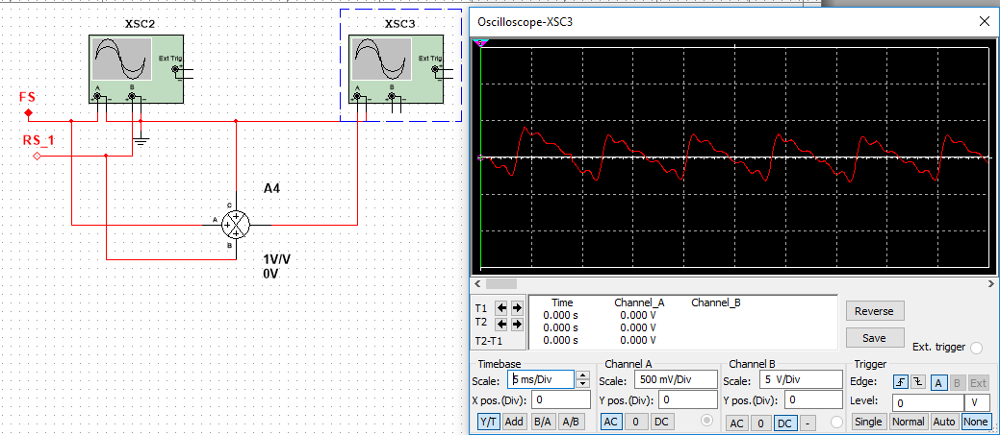 XSC2
XSC3
Ext Trig
A
B
Ext Trig
A
B
FS
RS_1
A4
C
A
B
1V/V
0V
Oscilloscope-XSC3
T1
T2
T2-T1
Time Channel_A Channel_B
0.000 s 0.000 V
0.000 s 0.000 V
0.000 s 0.000 V
Reverse
Save
Ext. trigger
Timebase
Scale: 5 ms/Div
X pos.(Div): 0
Y/T Add B/A A/B
Channel A
Scale: 500 mV/Div
Y pos.(Div): 0
AC 0 DC
Channel B
Scale: 5 V/Div
Y pos.(Div): 0
AC 0 DC -
Trigger
Edge: A B Ext
Level: 0 V
Single Normal Auto None